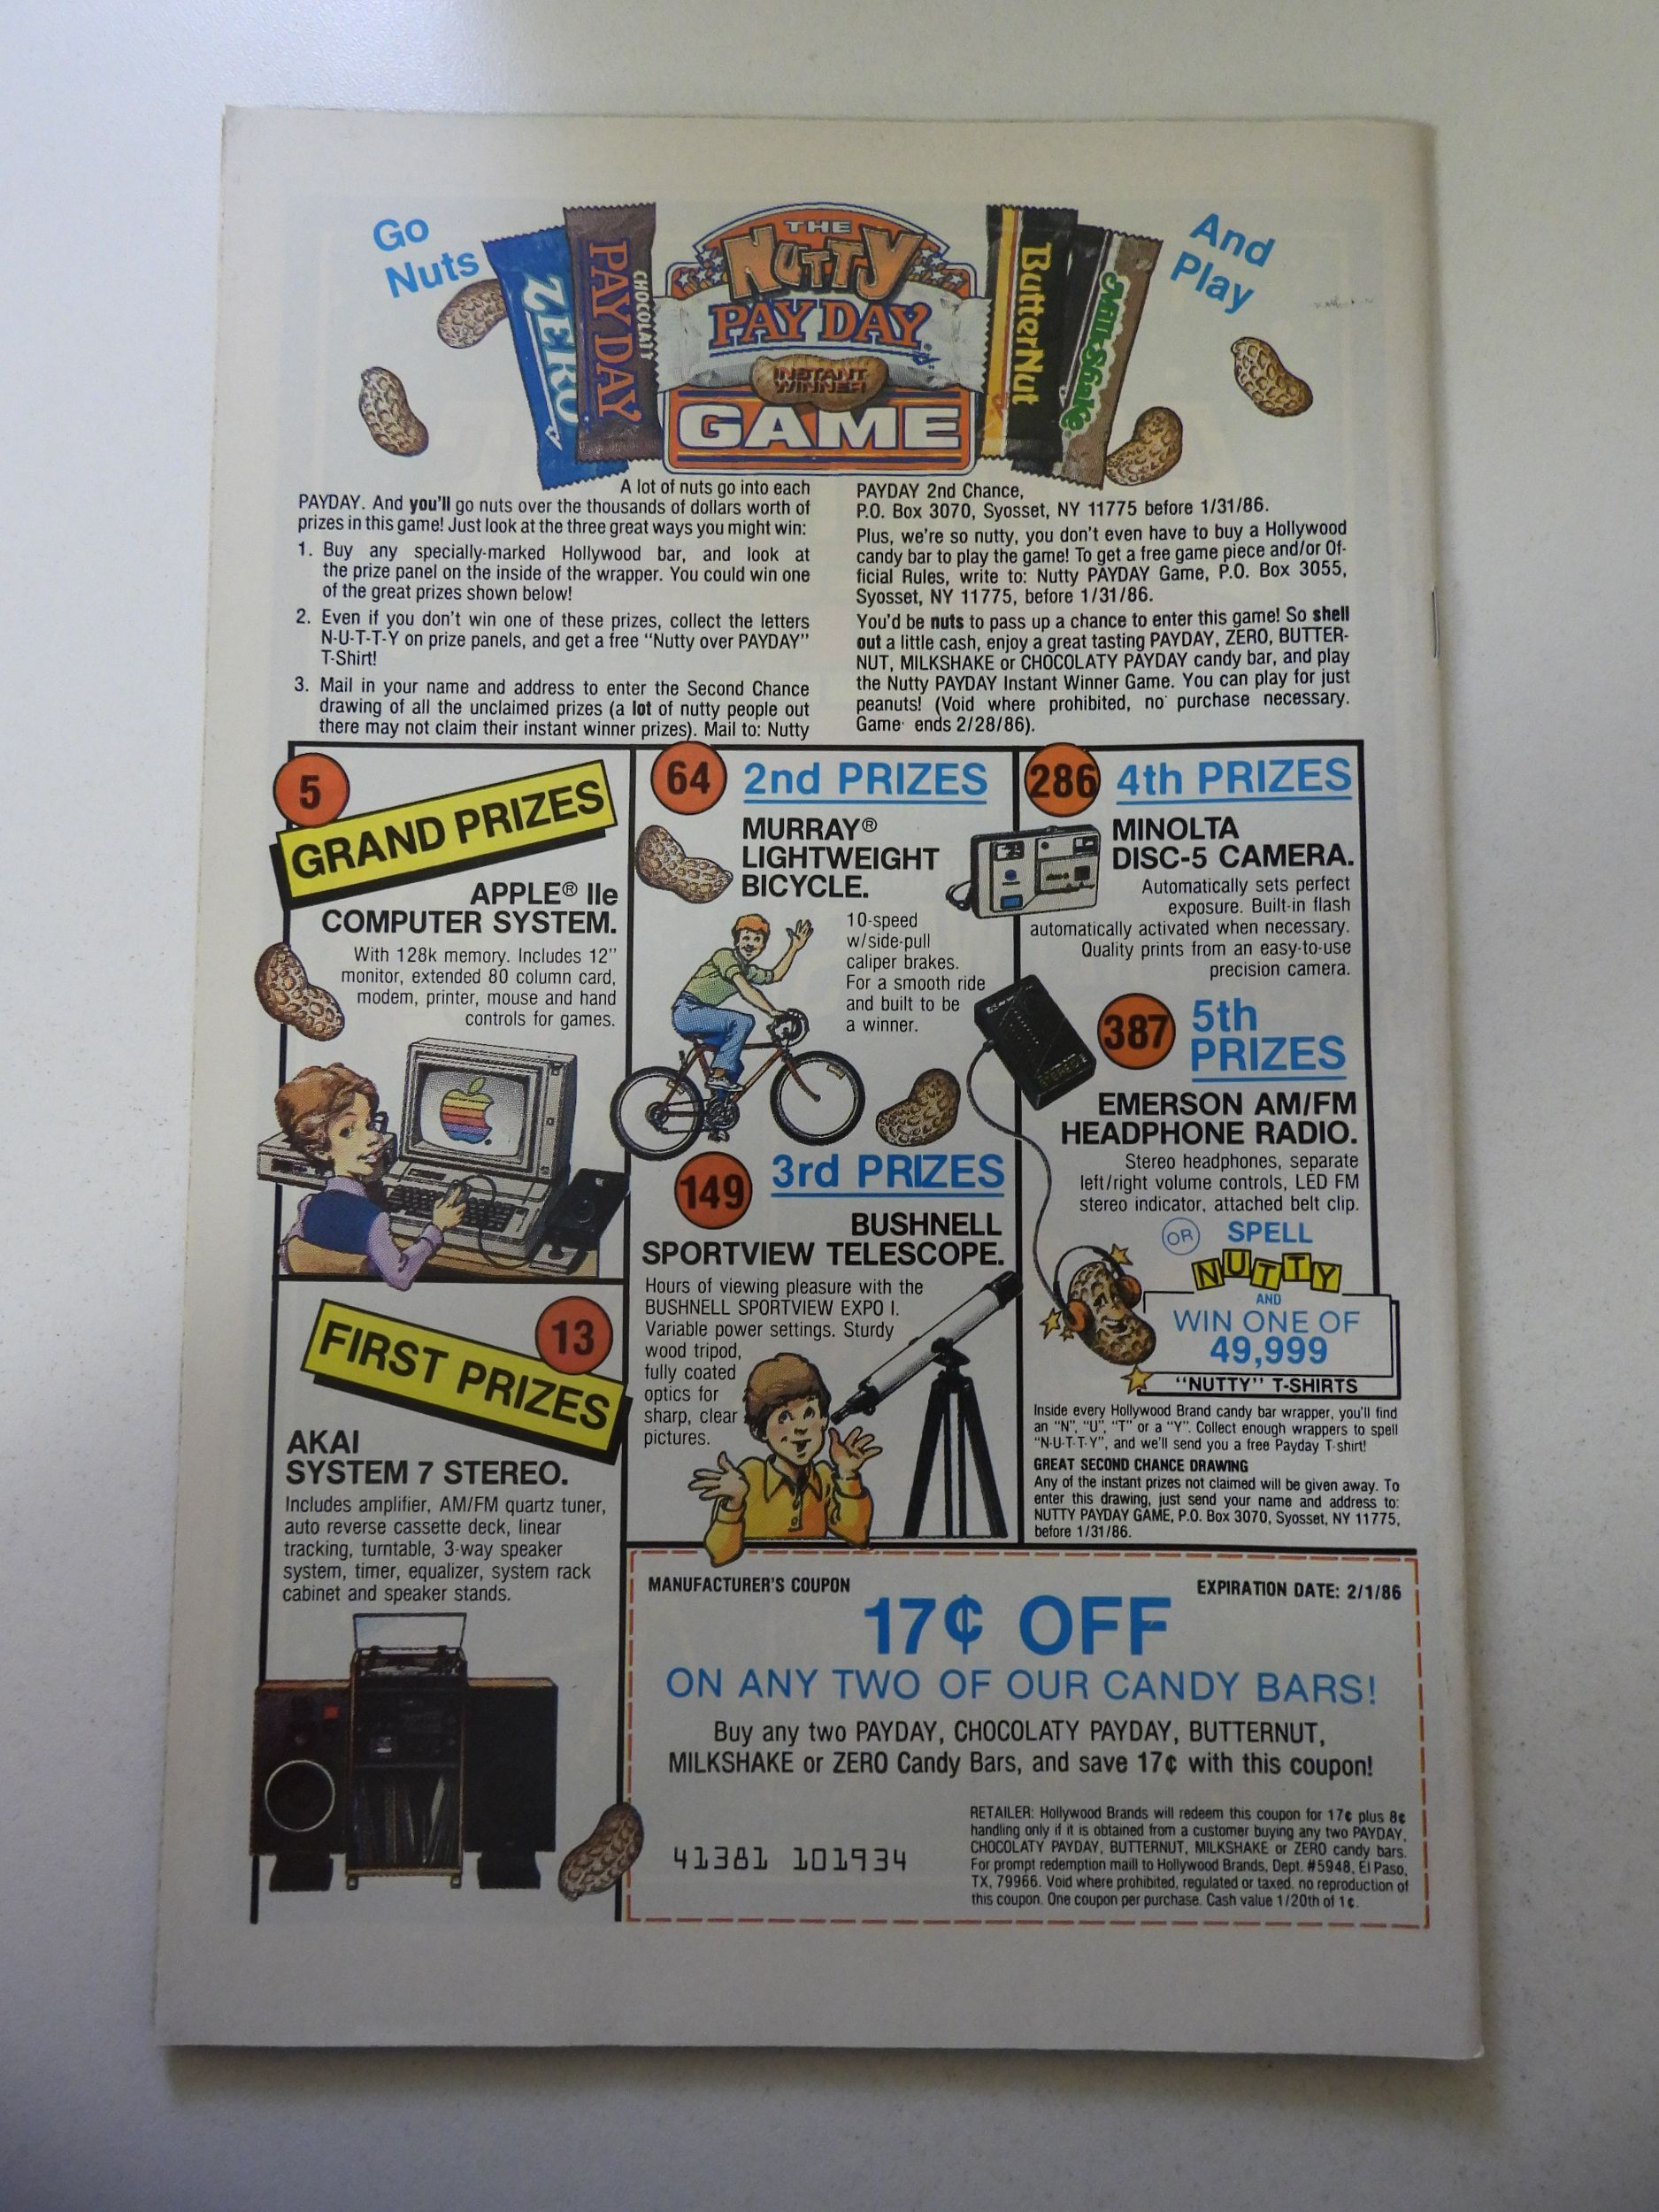 Go
Nuts
ZERO
PAY DAY
CHOCOLATY
THE
NUTTY
PAY DAY
INSTANT
WINNER
GAME
ButterNut
MilkShake
And
Play
A lot of nuts go into each
PAYDAY. And you'll go nuts over the thousands of dollars worth of
prizes in this game! Just look at the three great ways you might win:
1. Buy any specially-marked Hollywood bar, and look at
the prize panel on the inside of the wrapper. You could win one
of the great prizes shown below!
2. Even if you don't win one of these prizes, collect the letters
N-U-T-T-Y on prize panels, and get a free "Nutty over PAYDAY"
T-Shirt!
3. Mail in your name and address to enter the Second Chance
drawing of all the unclaimed prizes (a lot of nutty people out
there may not claim their instant winner prizes). Mail to: Nutty
PAYDAY 2nd Chance,
P.O. Box 3070, Syosset, NY 11775 before 1/31/86.
Plus, we're so nutty, you don't even have to buy a Hollywood
candy bar to play the game! To get a free game piece and/or Of-
ficial Rules, write to: Nutty PAYDAY Game, P.O. Box 3055,
Syosset, NY 11775, before 1/31/86.
You'd be nuts to pass up a chance to enter this game! So shell
out a little cash, enjoy a great tasting PAYDAY, ZERO, BUTTER-
NUT, MILKSHAKE or CHOCOLATY PAYDAY candy bar, and play
the Nutty PAYDAY Instant Winner Game. You can play for just
peanuts! (Void where prohibited, no purchase necessary.
Game ends 2/28/86).
5
GRAND PRIZES
APPLE® IIe
COMPUTER SYSTEM.
With 128k memory. Includes 12"
monitor, extended 80 column card,
modem, printer, mouse and hand
controls for games.
13
FIRST PRIZES
AKAI
SYSTEM 7 STEREO.
Includes amplifier, AM/FM quartz tuner,
auto reverse cassette deck, linear
tracking, turntable, 3-way speaker
system, timer, equalizer, system rack
cabinet and speaker stands.
64
2nd PRIZES
MURRAY®
LIGHTWEIGHT
BICYCLE.
10-speed
w/side-pull
caliper brakes.
For a smooth ride
and built to be
a winner.
149
3rd PRIZES
BUSHNELL
SPORTVIEW TELESCOPE.
Hours of viewing pleasure with the
BUSHNELL SPORTVIEW EXPO I.
Variable power settings. Sturdy
wood tripod,
fully coated
optics for
sharp, clear
pictures.
286
4th PRIZES
MINOLTA
DISC-5 CAMERA.
Automatically sets perfect
exposure. Built-in flash
automatically activated when necessary.
Quality prints from an easy-to-use
precision camera.
387
5th
PRIZES
STEREO
EMERSON AM/FM
HEADPHONE RADIO.
Stereo headphones, separate
left/right volume controls, LED FM
stereo indicator, attached belt clip.
OR SPELL
NUTTY
AND
WIN ONE OF
49,999
"NUTTY" T-SHIRTS
Inside every Hollywood Brand candy bar wrapper, you'll find
an "N", "U", "T" or a "Y". Collect enough wrappers to spell
"N-U-T-T-Y", and we'll send you a free Payday T-shirt!
GREAT SECOND CHANCE DRAWING
Any of the instant prizes not claimed will be given away. To
enter this drawing, just send your name and address to:
NUTTY PAYDAY GAME, P.O. Box 3070, Syosset, NY 11775,
before 1/31/86.
MANUFACTURER'S COUPON
EXPIRATION DATE: 2/1/86
17¢ OFF
ON ANY TWO OF OUR CANDY BARS!
Buy any two PAYDAY, CHOCOLATY PAYDAY, BUTTERNUT,
MILKSHAKE or ZERO Candy Bars, and save 17¢ with this coupon!
41381 101934
RETAILER: Hollywood Brands will redeem this coupon for 17¢ plus 8¢
handling only if it is obtained from a customer buying any two PAYDAY,
CHOCOLATY PAYDAY, BUTTERNUT, MILKSHAKE or ZERO candy bars.
For prompt redemption maill to Hollywood Brands, Dept. #5948, El Paso,
TX, 79966. Void where prohibited, regulated or taxed. no reproduction of
this coupon. One coupon per purchase. Cash value 1/20th of 1¢.